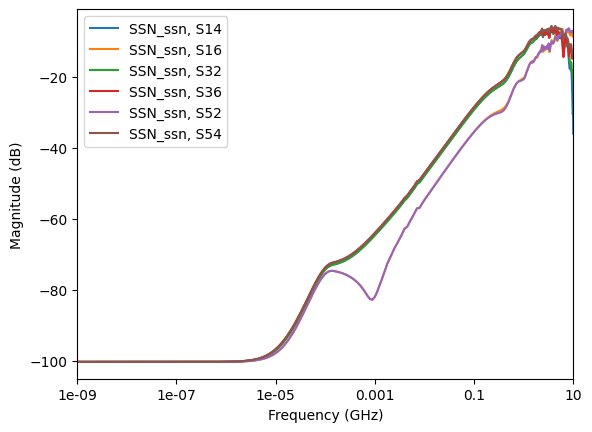 SSN_ssn, S14
SSN_ssn, S16
SSN_ssn, S32
SSN_ssn, S36
SSN_ssn, S52
SSN_ssn, S54
Magnitude (dB)
−20
−40
−60
−80
−100
1e-09 1e-07 1e-05 0.001 0.1 10
Frequency (GHz)